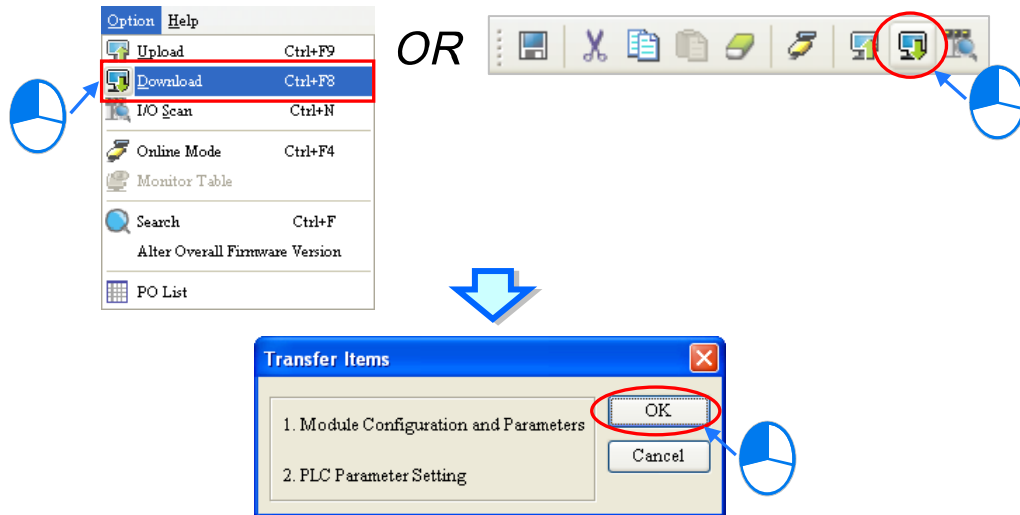 Option Help
Upload Ctrl+F9
Download Ctrl+F8
I/O Scan Ctrl+N
Online Mode Ctrl+F4
Monitor Table
Search Ctrl+F
Alter Overall Firmware Version
PO List
OR
Transfer Items
1. Module Configuration and Parameters
2. PLC Parameter Setting
OK
Cancel